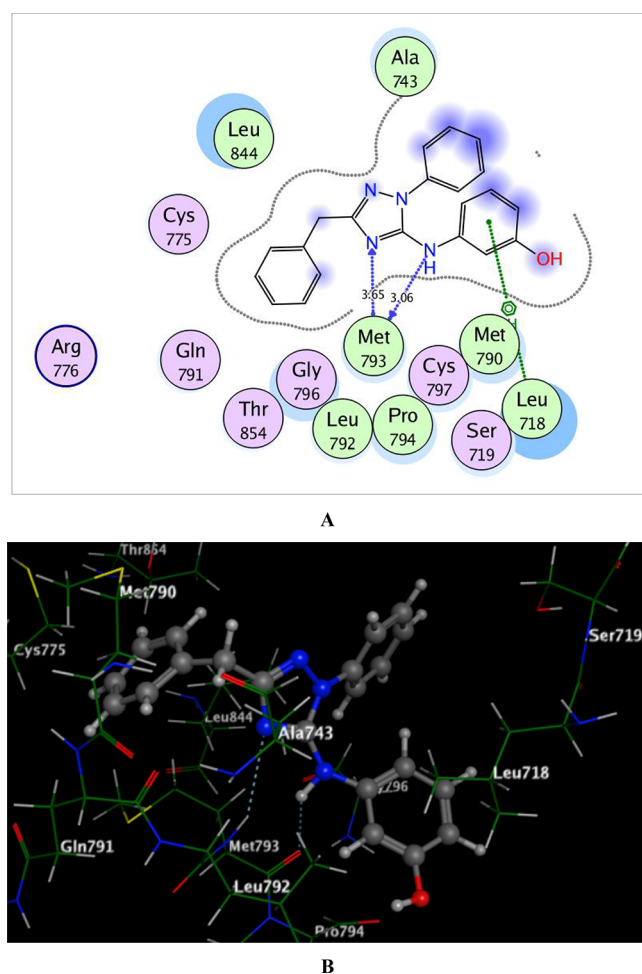 Ala
743
Leu
844
N
N
Cys
775
N
N
H
OH
3.65
3.06
H
Met
793
Met
790
Arg
776
Gln
791
Gly
796
Cys
797
Thr
854
Leu
792
Pro
794
Leu
718
Ser
719
A
Thr854
Met790
Cys775
Ser719
Leu844
Ala743
Leu718
Gln791
Met793
Leu792
Pro794
B